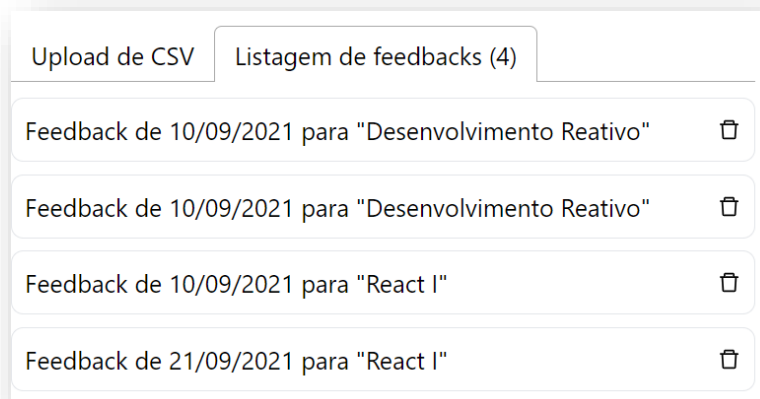 Upload de CSV
Listagem de feedbacks (4)
Feedback de 10/09/2021 para "Desenvolvimento Reativo"
Feedback de 10/09/2021 para "Desenvolvimento Reativo"
Feedback de 10/09/2021 para "React I"
Feedback de 21/09/2021 para "React I"